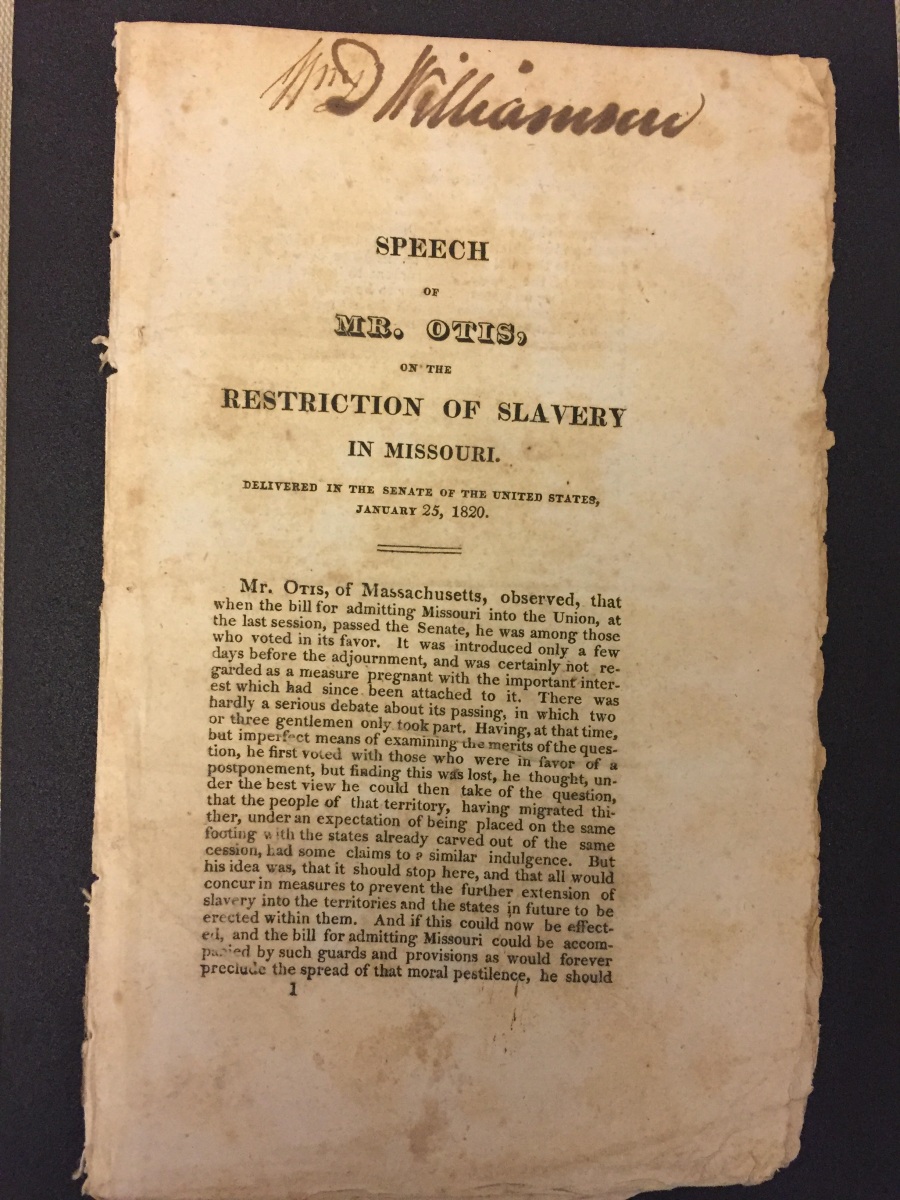 Wm D Williamson
SPEECH
OF
MR. OTIS,
ON THE
RESTRICTION OF SLAVERY
IN MISSOURI.
DELIVERED IN THE SENATE OF THE UNITED STATES,
JANUARY 25, 1820.
Mr. OTIS, of Massachusetts, observed, that
when the bill for admitting Missouri into the Union, at
the last session, passed the Senate, he was among those
who voted in its favor. It was introduced only a few
days before the adjournment, and was certainly not re-
garded as a measure pregnant with the important inter-
est which had since been attached to it. There was
hardly a serious debate about its passing, in which two
or three gentlemen only took part. Having, at that time,
but imperfect means of examining the merits of the ques-
tion, he first voted with those who were in favor of a
postponement, but finding this was lost, he thought, un-
der the best view he could then take of the question,
that the people of that territory, having migrated thi-
ther, under an expectation of being placed on the same
footing with the states already carved out of the same
cession, had some claims to a similar indulgence. But
his idea was, that it should stop here, and that all would
concur in measures to prevent the further extension of
slavery into the territories and the states in future to be
erected within them. And if this could now be effect-
ed, and the bill for admitting Missouri could be accom-
panied by such guards and provisions as would forever
preclude the spread of that moral pestilence, he should
1